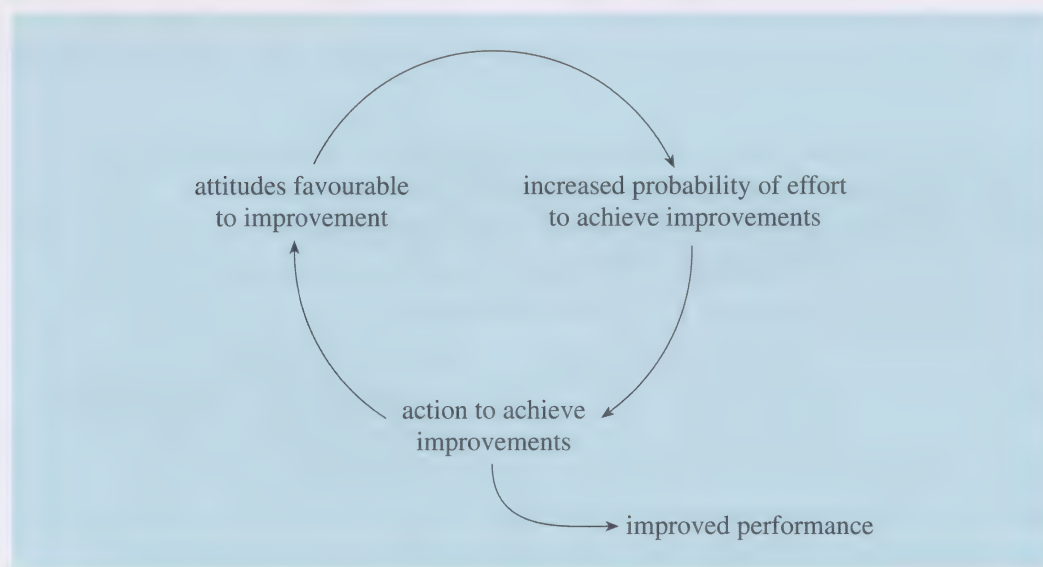 attitudes favourable
to improvement
increased probability of effort
to achieve improvements
action to achieve
improvements
improved performance